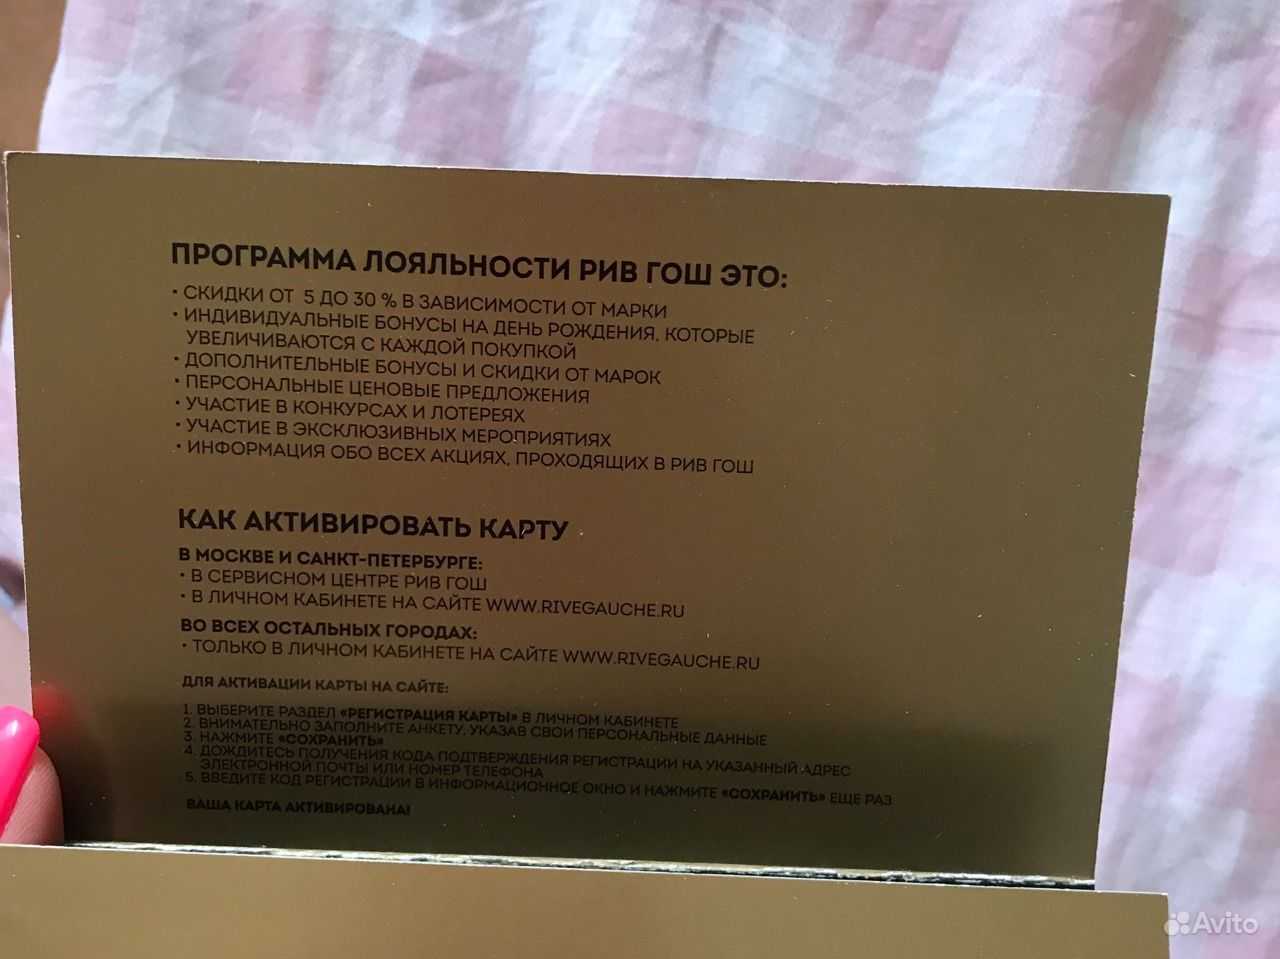 ПРОГРАММА ЛОЯЛЬНОСТИ РИВ ГОШ ЭТО:
• СКИДКИ ОТ 5 ДО 30 % В ЗАВИСИМОСТИ ОТ МАРКИ
• ИНДИВИДУАЛЬНЫЕ БОНУСЫ НА ДЕНЬ РОЖДЕНИЯ, КОТОРЫЕ
УВЕЛИЧИВАЮТСЯ С КАЖДОЙ ПОКУПКОЙ
• ДОПОЛНИТЕЛЬНЫЕ БОНУСЫ И СКИДКИ ОТ МАРОК
• ПЕРСОНАЛЬНЫЕ ЦЕНОВЫЕ ПРЕДЛОЖЕНИЯ
• УЧАСТИЕ В КОНКУРСАХ И ЛОТЕРЕЯХ
• УЧАСТИЕ В ЭКСКЛЮЗИВНЫХ МЕРОПРИЯТИЯХ
• ИНФОРМАЦИЯ ОБО ВСЕХ АКЦИЯХ, ПРОХОДЯЩИХ В РИВ ГОШ
КАК АКТИВИРОВАТЬ КАРТУ
В МОСКВЕ И САНКТ-ПЕТЕРБУРГЕ:
• В СЕРВИСНОМ ЦЕНТРЕ РИВ ГОШ
• В ЛИЧНОМ КАБИНЕТЕ НА САЙТЕ WWW.RIVEGAUCHE.RU
ВО ВСЕХ ОСТАЛЬНЫХ ГОРОДАХ:
• ТОЛЬКО В ЛИЧНОМ КАБИНЕТЕ НА САЙТЕ WWW.RIVEGAUCHE.RU
ДЛЯ АКТИВАЦИИ КАРТЫ НА САЙТЕ:
1. ВЫБЕРИТЕ РАЗДЕЛ «РЕГИСТРАЦИЯ КАРТЫ» В ЛИЧНОМ КАБИНЕТЕ
2. ВНИМАТЕЛЬНО ЗАПОЛНИТЕ АНКЕТУ, УКАЗАВ СВОИ ПЕРСОНАЛЬНЫЕ ДАННЫЕ
3. НАЖМИТЕ «СОХРАНИТЬ»
4. ДОЖДИТЕСЬ ПОЛУЧЕНИЯ КОДА ПОДТВЕРЖДЕНИЯ РЕГИСТРАЦИИ НА УКАЗАННЫЙ АДРЕС
ЭЛЕКТРОННОЙ ПОЧТЫ ИЛИ НОМЕР ТЕЛЕФОНА
5. ВВЕДИТЕ КОД РЕГИСТРАЦИИ В ИНФОРМАЦИОННОЕ ОКНО И НАЖМИТЕ «СОХРАНИТЬ» ЕЩЕ РАЗ
ВАША КАРТА АКТИВИРОВАНА!
Avito